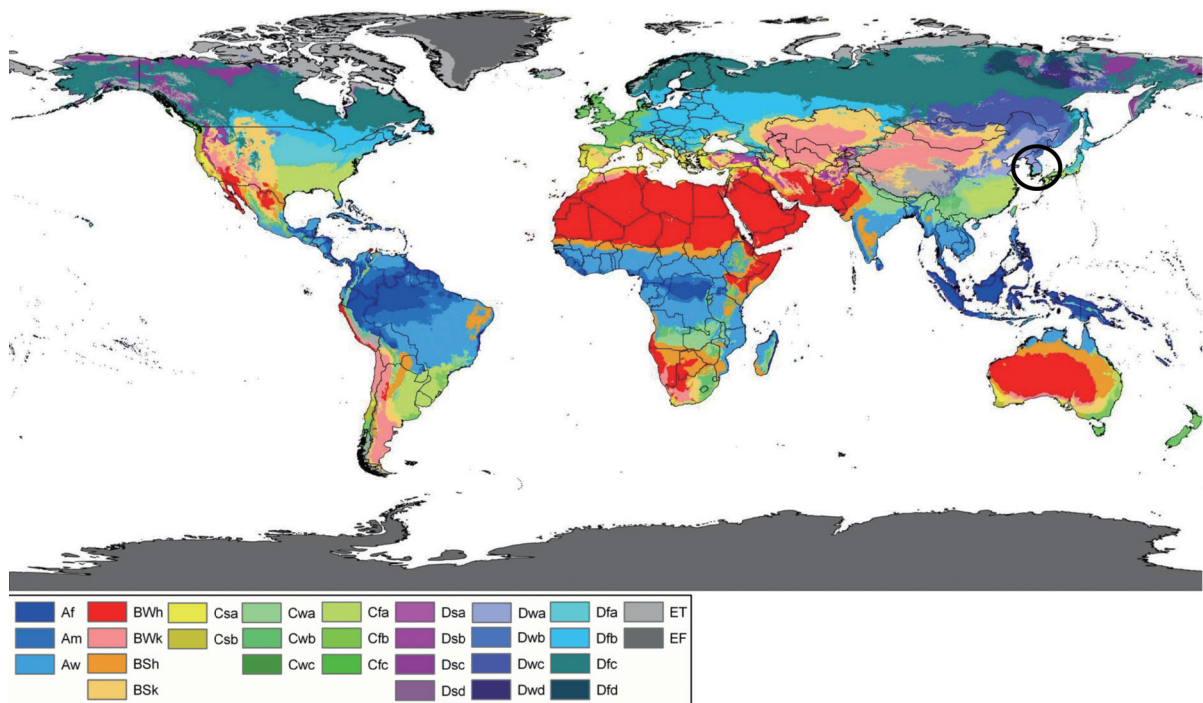 Af BWh Csa Cwa Cfa Dsa Dwa Dfa ET
Am BWk Csb Cwb Cfb Dsb Dwb Dfb EF
Aw BSh Cwc Cfc Dsc Dwc Dfc
BSk Dsd Dwd Dfd